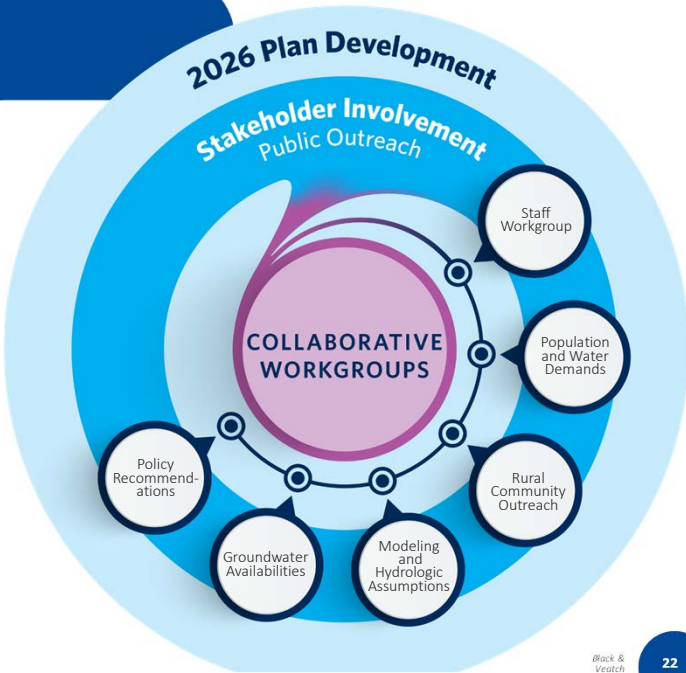 2026 Plan Development
Stakeholder Involvement
Public Outreach
COLLABORATIVE
WORKGROUPS
Staff
Workgroup
Population
and Water
Demands
Rural
Community
Outreach
Modeling
and
Hydrologic
Assumptions
Groundwater
Availabilities
Policy
Recommend-
ations
Black &
Veatch
22